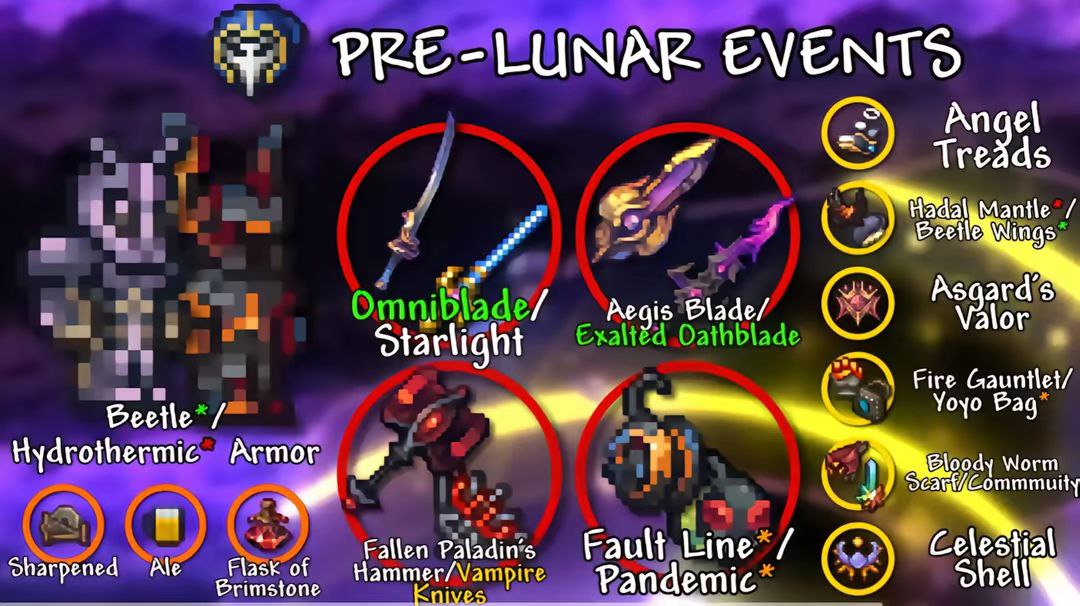 PRE-LUNAR EVENTS
Beetle*/
Hydrothermic* Armor
Sharpened
Ale
Flask of
Brimstone
Omniblade/
Starlight
Aegis Blade/
Exalted Oathblade
Fallen Paladin's
Hammer/Vampire
Knives
Fault Line*/
Pandemic*
Angel
Treads
Hadal Mantle*/
Beetle Wings*
Asgard's
Valor
Fire Gauntlet/
Yoyo Bag*
Bloody Worm
Scarf/Commmuity
Celestial
Shell